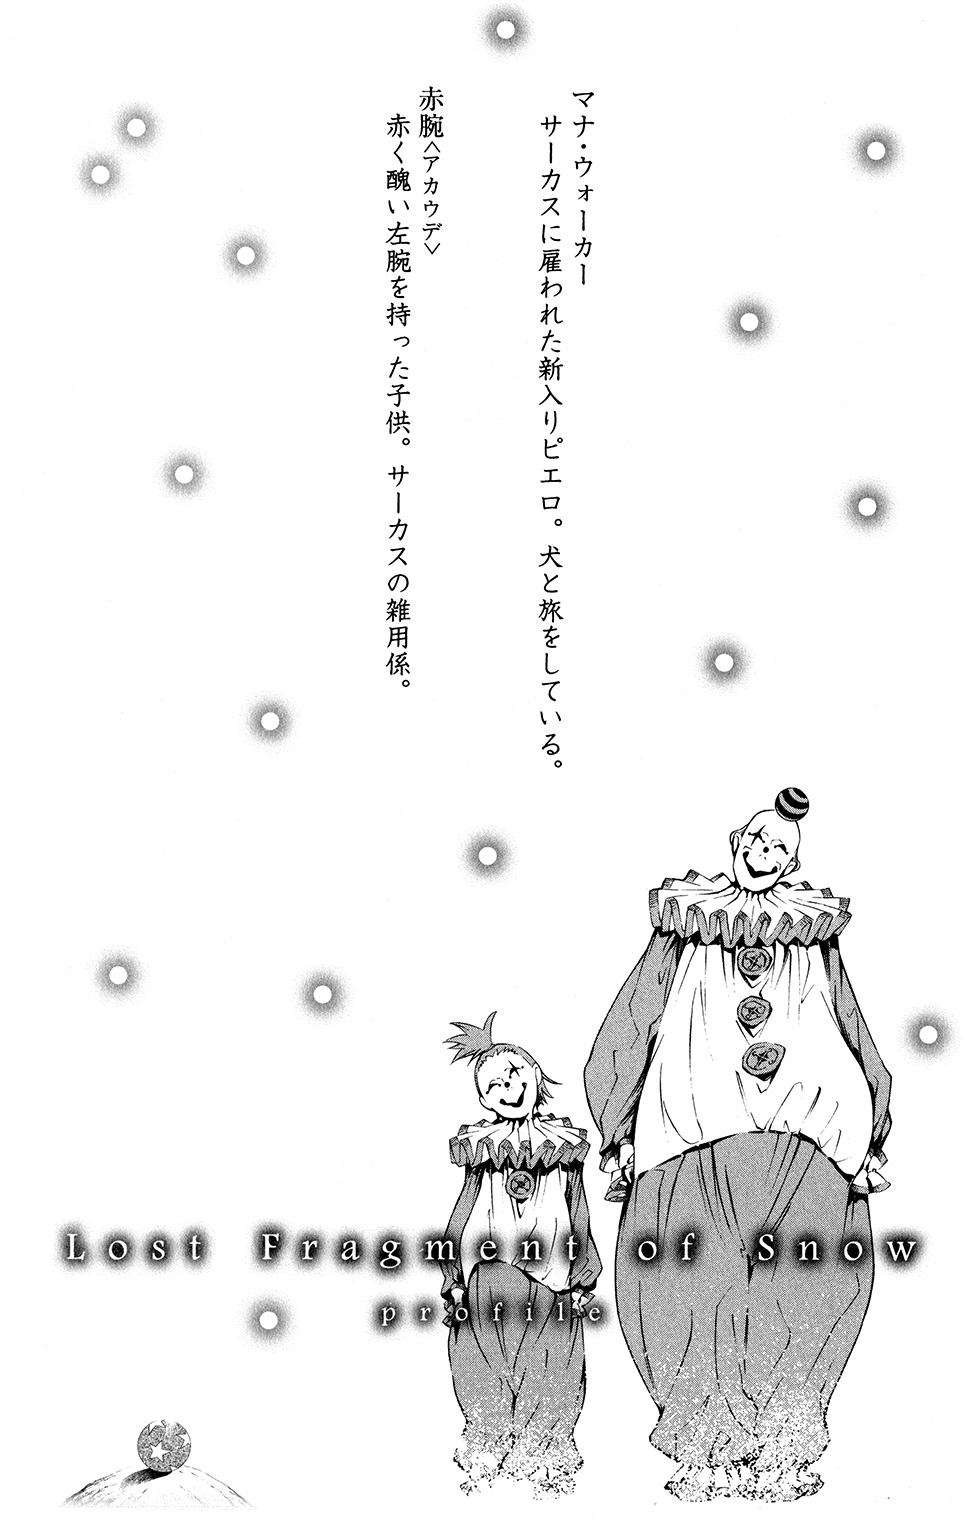 マナ・ウォーカー
サーカスに雇われた新入りピエロ。犬と旅をしている。
赤腕<アカウデ>
赤く醜い左腕を持った子供。サーカスの雑用係。
Lost Fragment of Snow
profile